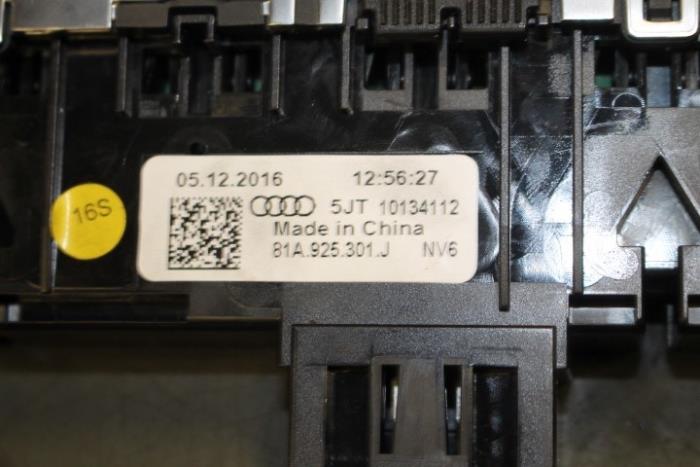 05.12.2016 12:56:27
5JT 10134112
Made in China
81A.925.301.J NV6
16S